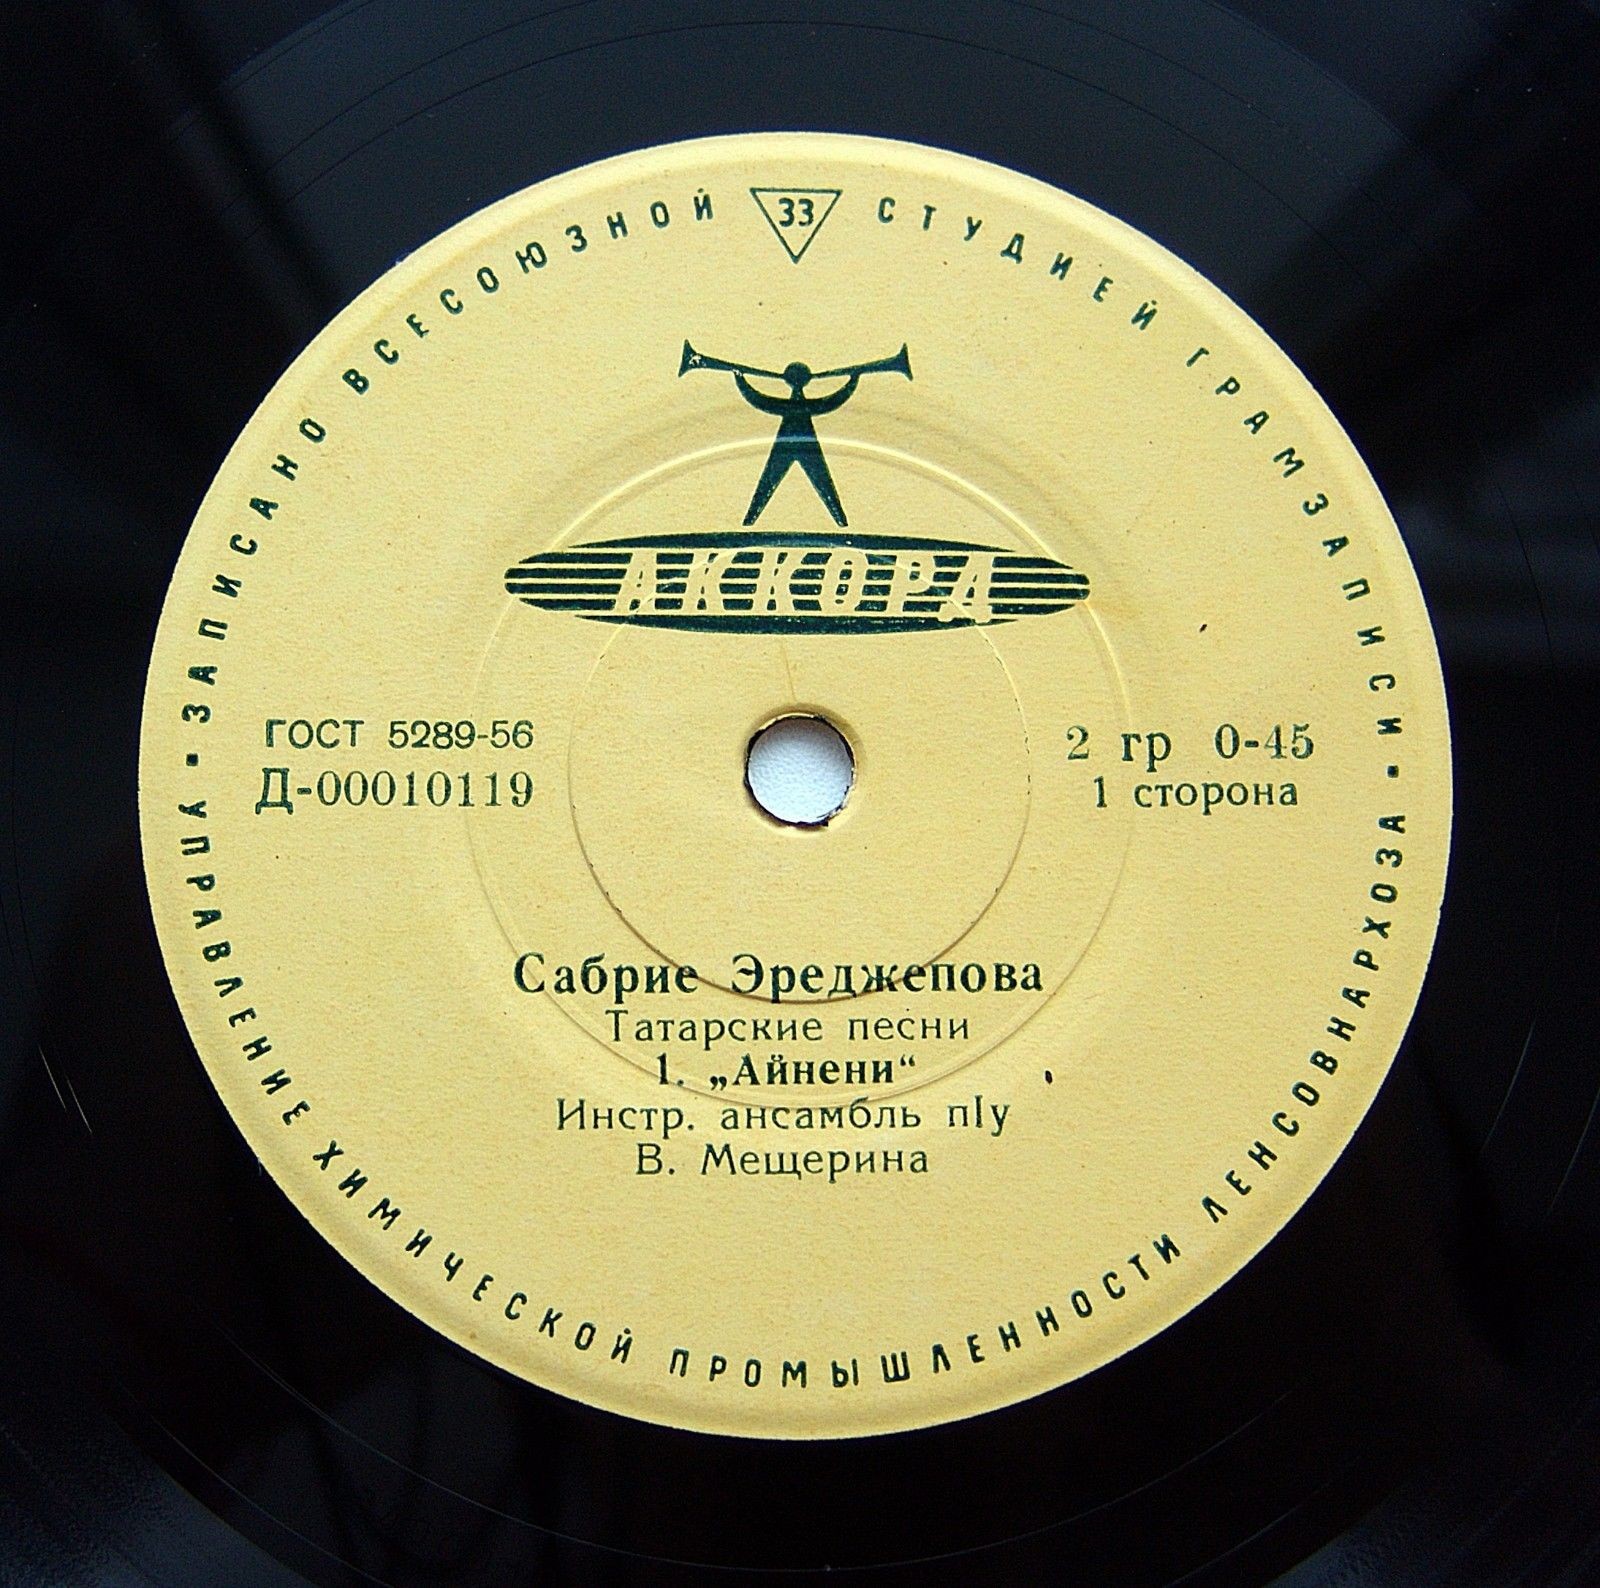 ЗАПИСАНО ВСЕСОЮЗНОЙ СТУДИЕЙ ГРАМЗАПИСИ
33
АККОРД
ГОСТ 5289-56
Д-00010119
2 гр 0-45
1 сторона
Сабрие Эреджепова
Татарские песни
1. „Айнени“
Инстр. ансамбль п/у
В. Мещерина
УПРАВЛЕНИЕ ХИМИЧЕСКОЙ ПРОМЫШЛЕННОСТИ ЛЕНСОВНАРХОЗА